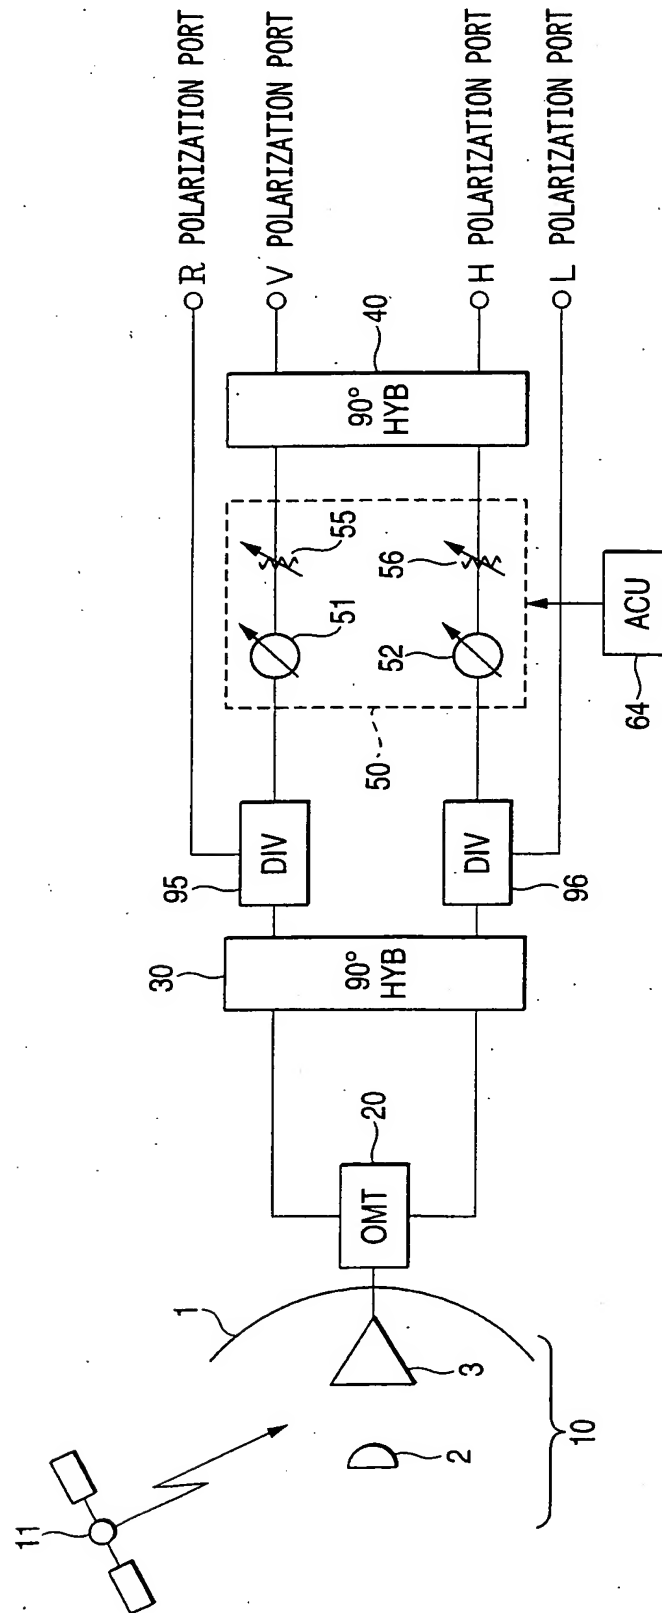 R POLARIZATION PORT
V POLARIZATION PORT
H POLARIZATION PORT
L POLARIZATION PORT
40
90°
HYB
55
56
51
52
50
ACU
64
DIV
95
DIV
96
30
90°
HYB
20
OMT
1
3
2
10
11